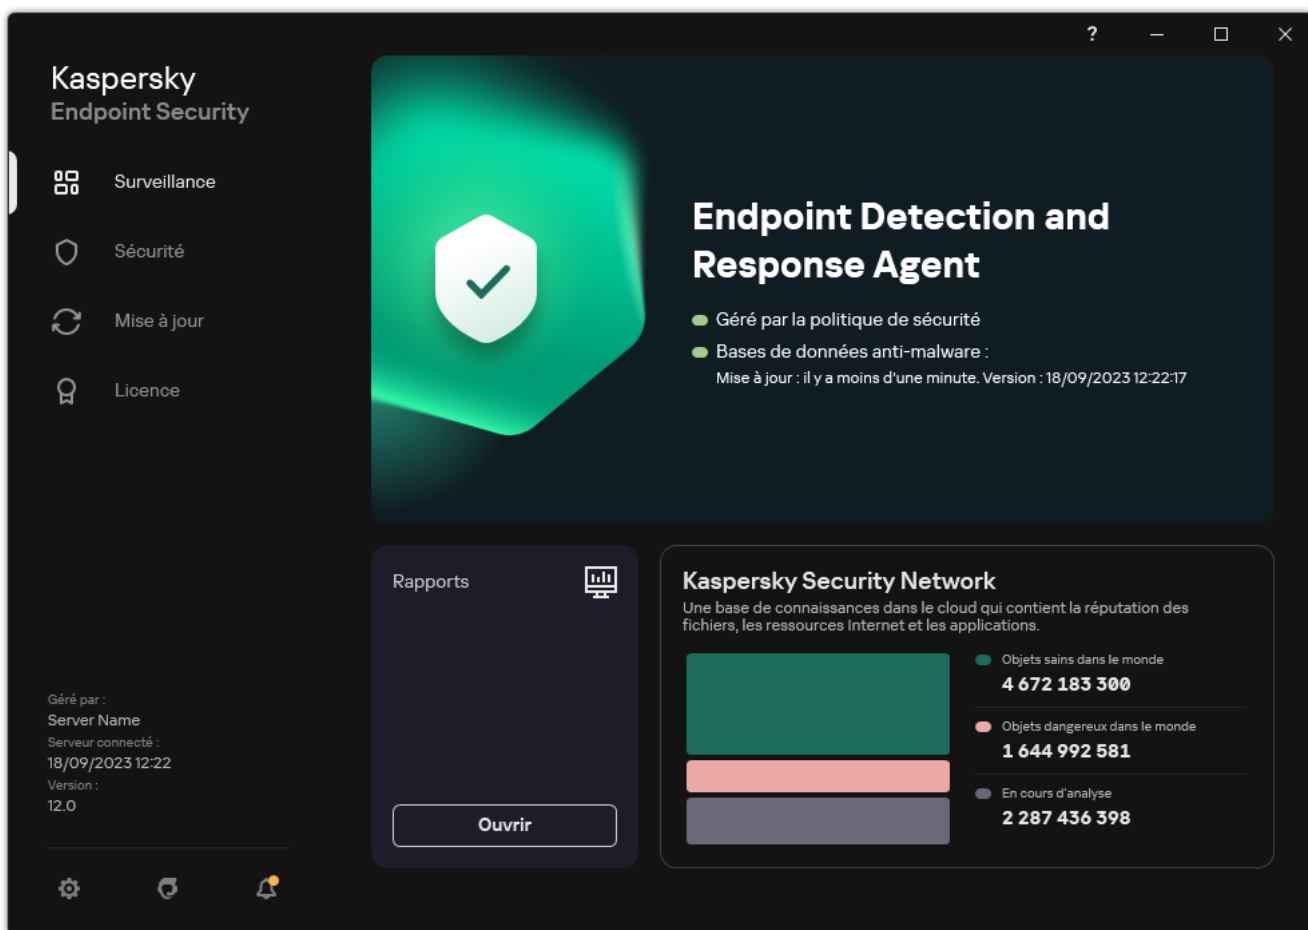 ?
Kaspersky
Endpoint Security
Surveillance
Sécurité
Mise à jour
Licence
Endpoint Detection and
Response Agent
Géré par la politique de sécurité
Bases de données anti-malware :
Mise à jour : il y a moins d'une minute. Version : 18/09/2023 12:22:17
Rapports
Ouvrir
Kaspersky Security Network
Une base de connaissances dans le cloud qui contient la réputation des
fichiers, les ressources Internet et les applications.
Objets sains dans le monde
4 672 183 300
Objets dangereux dans le monde
1 644 992 581
En cours d'analyse
2 287 436 398
Géré par :
Server Name
Serveur connecté :
18/09/2023 12:22
Version :
12.0